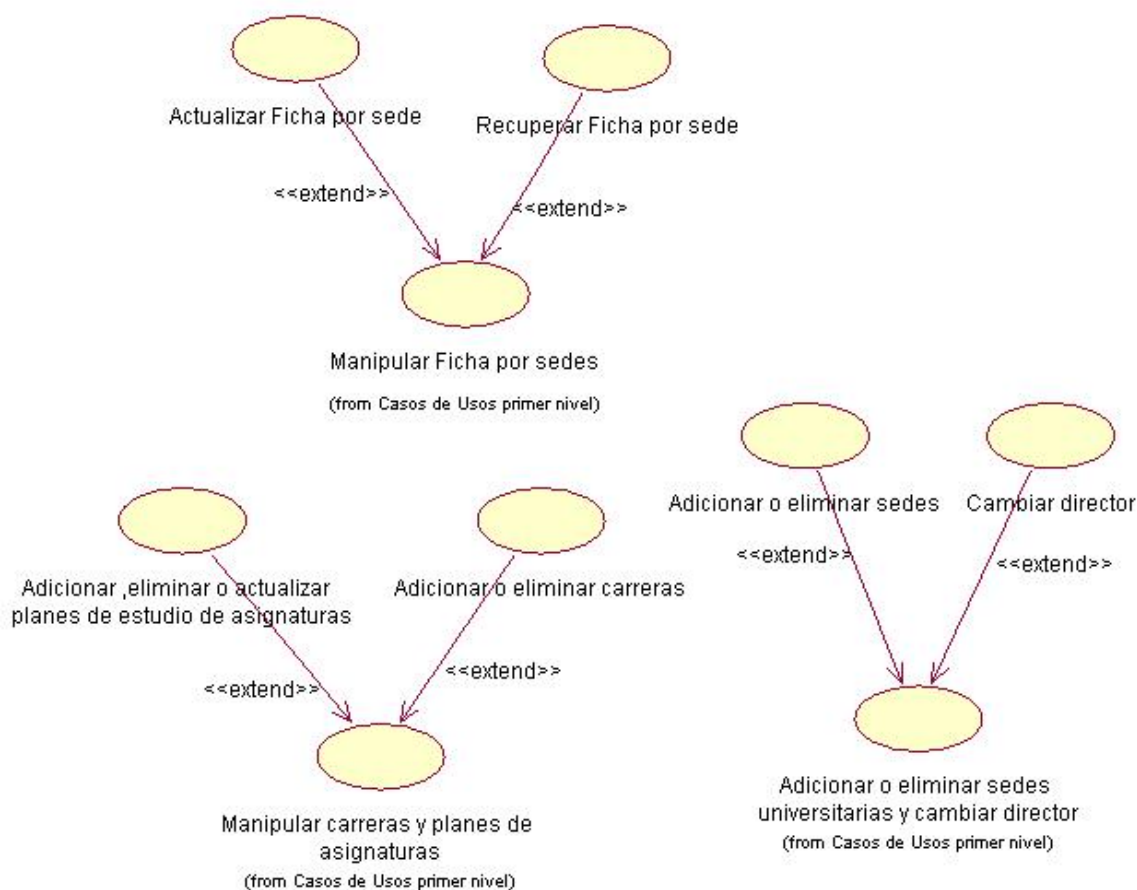 Actualizar Ficha por sede
Recuperar Ficha por sede
<<extend>>
<<extend>>
Manipular Ficha por sedes
(from Casos de Usos primer nivel)
Adicionar o eliminar sedes
Cambiar director
<<extend>>
<<extend>>
Adicionar ,eliminar o actualizar
planes de estudio de asignaturas
Adicionar o eliminar carreras
<<extend>>
<<extend>>
Adicionar o eliminar sedes
universitarias y cambiar director
(from Casos de Usos primer nivel)
Manipular carreras y planes de
asignaturas
(from Casos de Usos primer nivel)